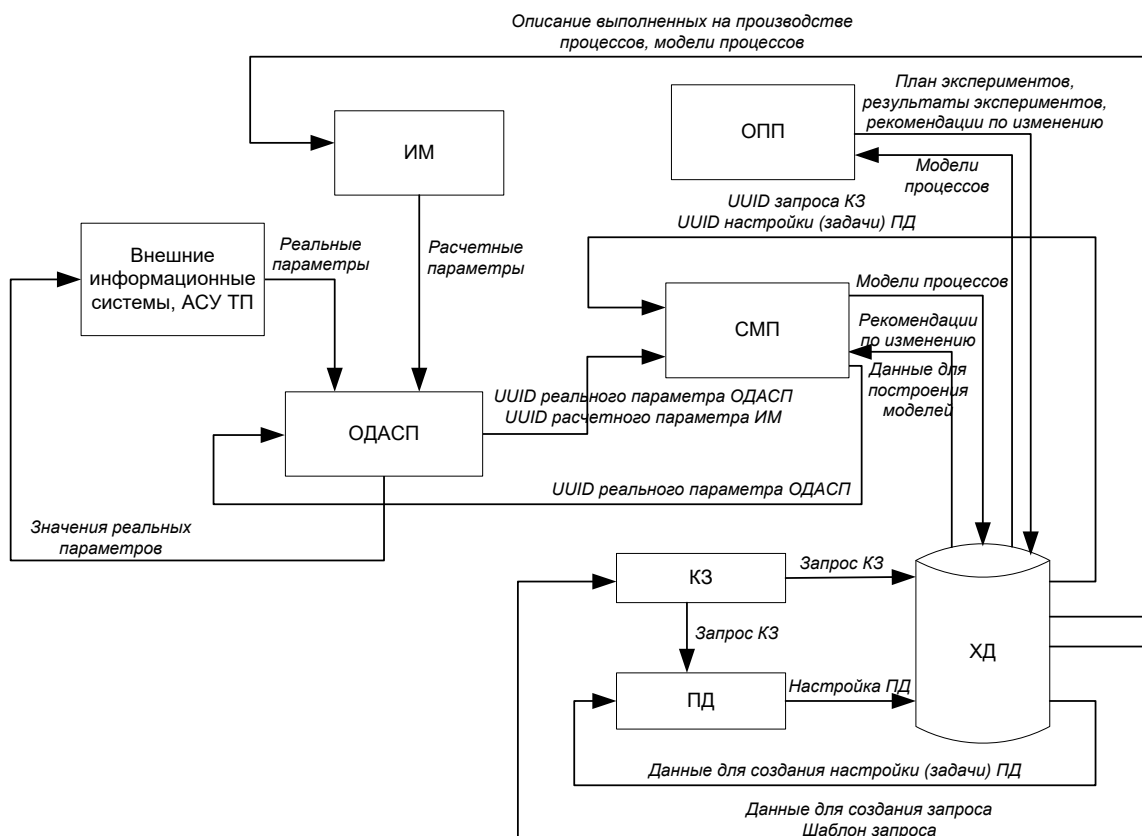 Описание выполненных на производстве
процессов, модели процессов
План экспериментов,
результаты экспериментов,
рекомендации по изменению
ИМ
ОПП
Модели
процессов
UUID запроса КЗ
UUID настройки (задачи) ПД
Внешние
информационные
системы, АСУ ТП
Реальные
параметры
Расчетные
параметры
СМП
Модели процессов
Рекомендации
по изменению
Данные для
построения
моделей
ОДАСП
UUID реального параметра ОДАСП
UUID расчетного параметра ИМ
UUID реального параметра ОДАСП
Значения реальных
параметров
КЗ
Запрос КЗ
Запрос КЗ
ХД
ПД
Настройка ПД
Данные для создания настройки (задачи) ПД
Данные для создания запроса
Шаблон запроса